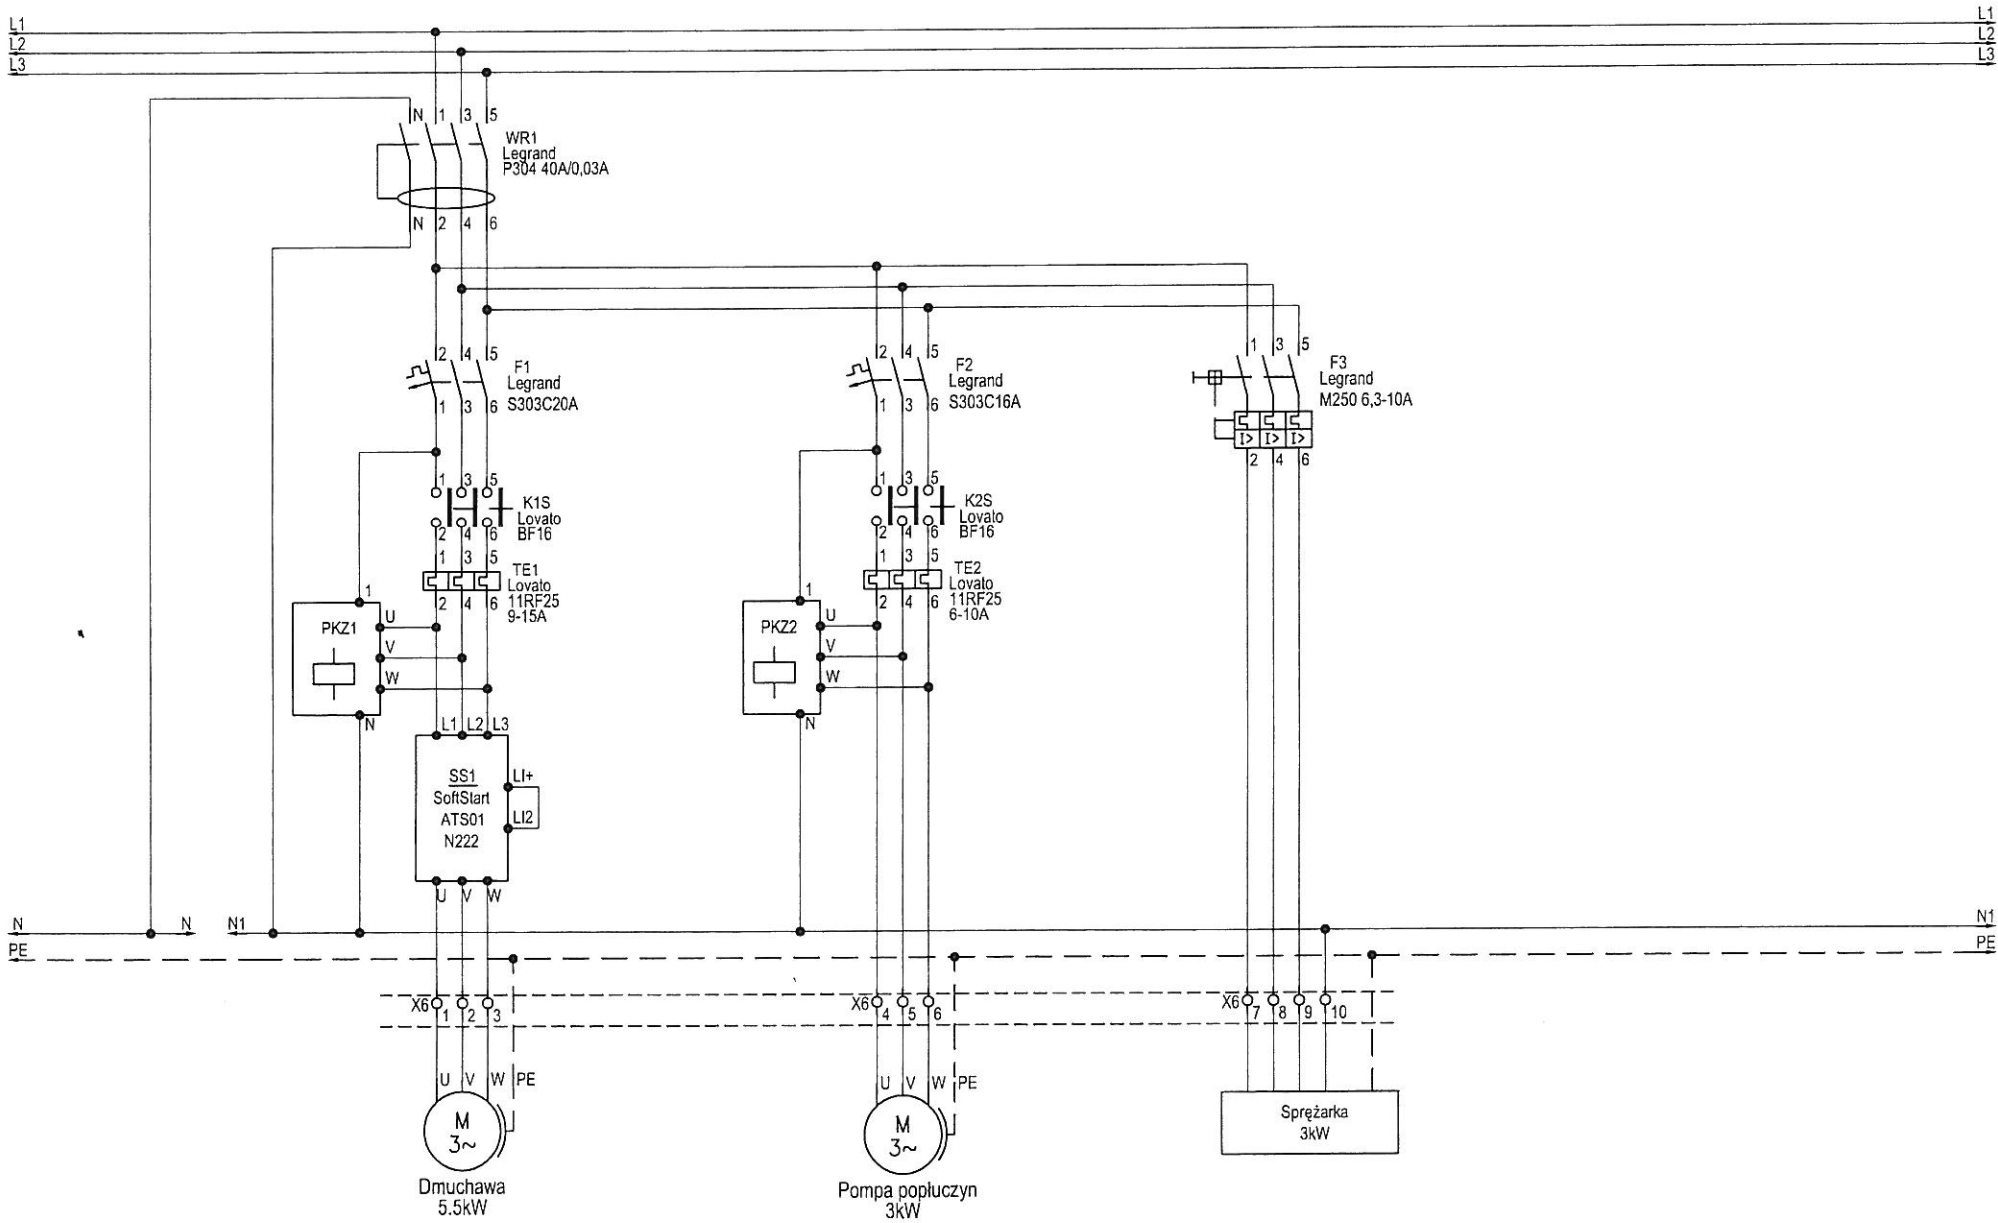 L1 L1
L2 L2
L3 L3
N 1 3 5
WR1
Legrand
P304 40A/0,03A
N 2 4 6
2 4 5
F1
Legrand
S303C20A
1 3 6
2 4 5
F2
Legrand
S303C16A
1 3 6
1 3 5
F3
Legrand
M250 6,3-10A
I> I> I>
2 4 6
1 3 5
K1S
Lovato
BF16
2 4 6
1 3 5
TE1
Lovato
11RF25
9-15A
2 4 6
1 3 5
K2S
Lovato
BF16
2 4 6
1 3 5
TE2
Lovato
11RF25
6-10A
2 4 6
1
PKZ1
U
V
W
N
1
PKZ2
U
V
W
N
L1 L2 L3
SS1
SoftStart
ATS01
N222
LI+
LI2
U V W
N N N1 N1
PE PE
X6 1 2 3
X6 4 5 6
X6 7 8 9 10
U V W PE
M
3~
Dmuchawa
5.5kW
U V W PE
M
3~
Pompa popłuczyn
3kW
Sprężarka
3kW